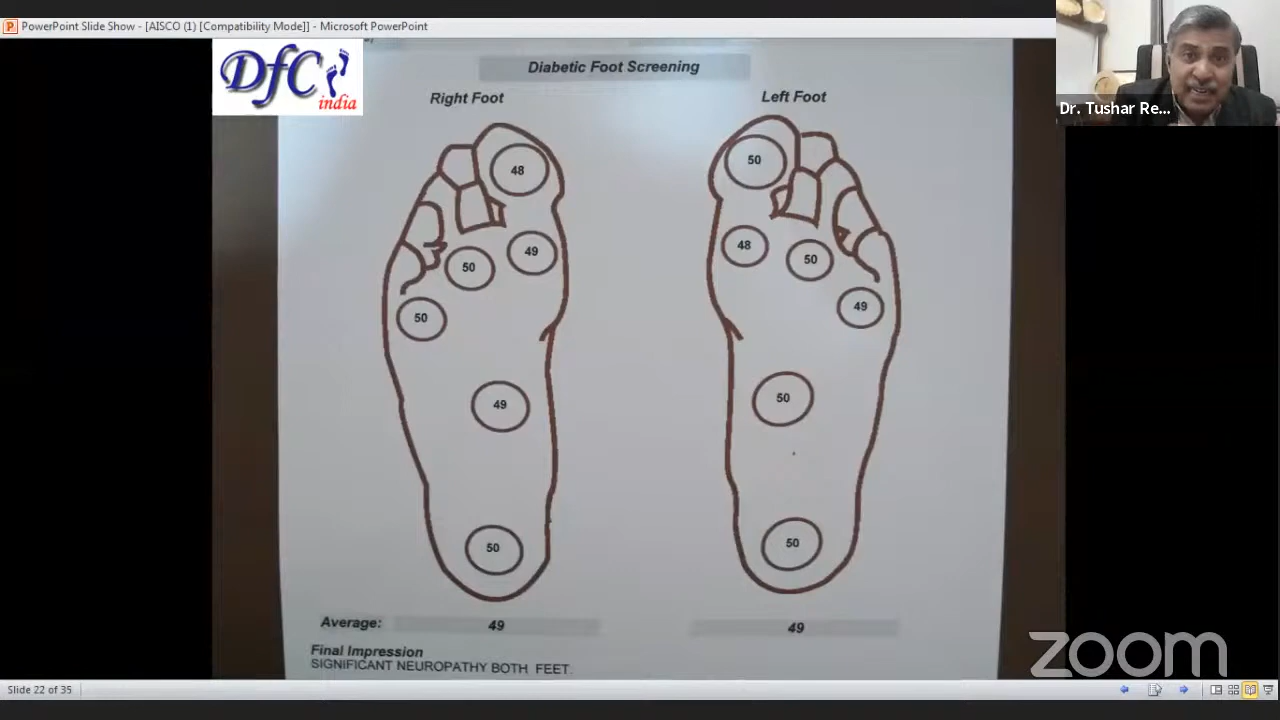 PowerPoint Slide Show - [AISCO (1) [Compatibility Mode]] - Microsoft PowerPoint
DfC
india
Diabetic Foot Screening
Right Foot
Left Foot
48
50
49
50
50
48
50
49
49
50
50
50
Average:
49
49
Final Impression
SIGNIFICANT NEUROPATHY BOTH FEET
Dr. Tushar Re...
zoom
Slide 22 of 35